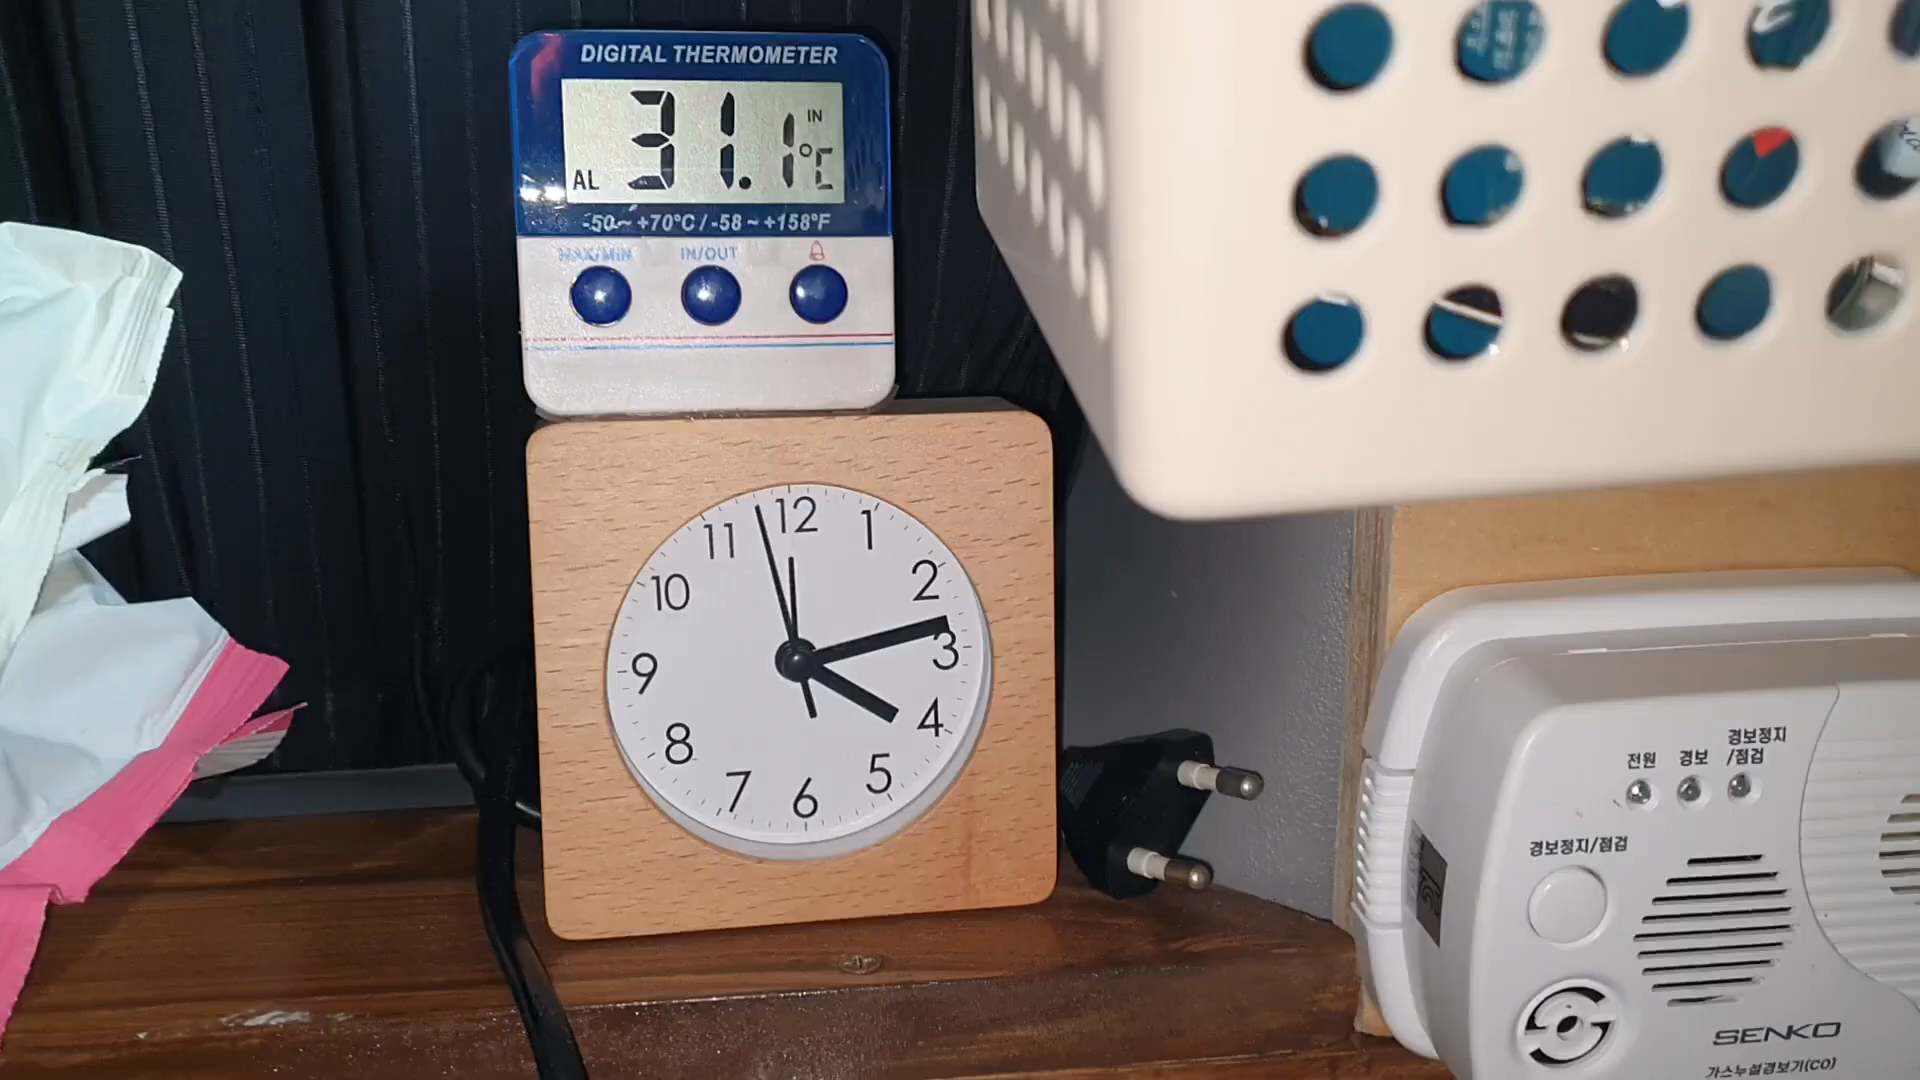 DIGITAL THERMOMETER
31.1°C
IN
AL
-50 ~ +70°C / -58 ~ +158°F
MAX/MIN IN/OUT
12
1
2
3
4
5
6
7
8
9
10
11
전원 경보 경보정지
/점검
경보정지/점검
SENKO
가스누설경보기(CO)